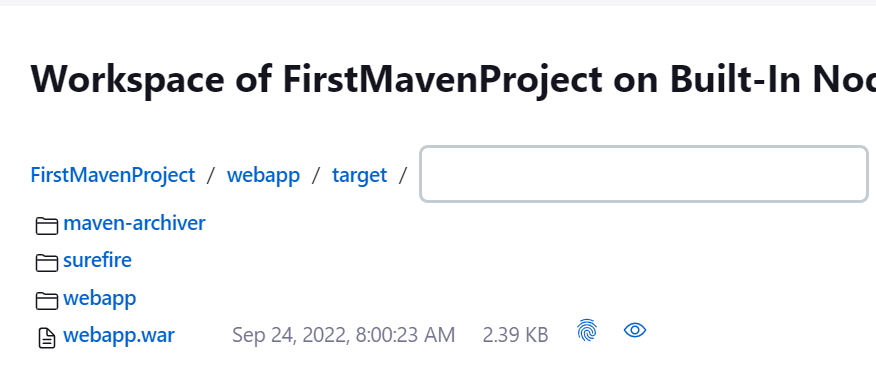 Workspace of FirstMavenProject on Built-In
FirstMavenProject / webapp / target /
maven-archiver
surefire
webapp
webapp.war Sep 24, 2022, 8:00:23 AM 2.39 KB